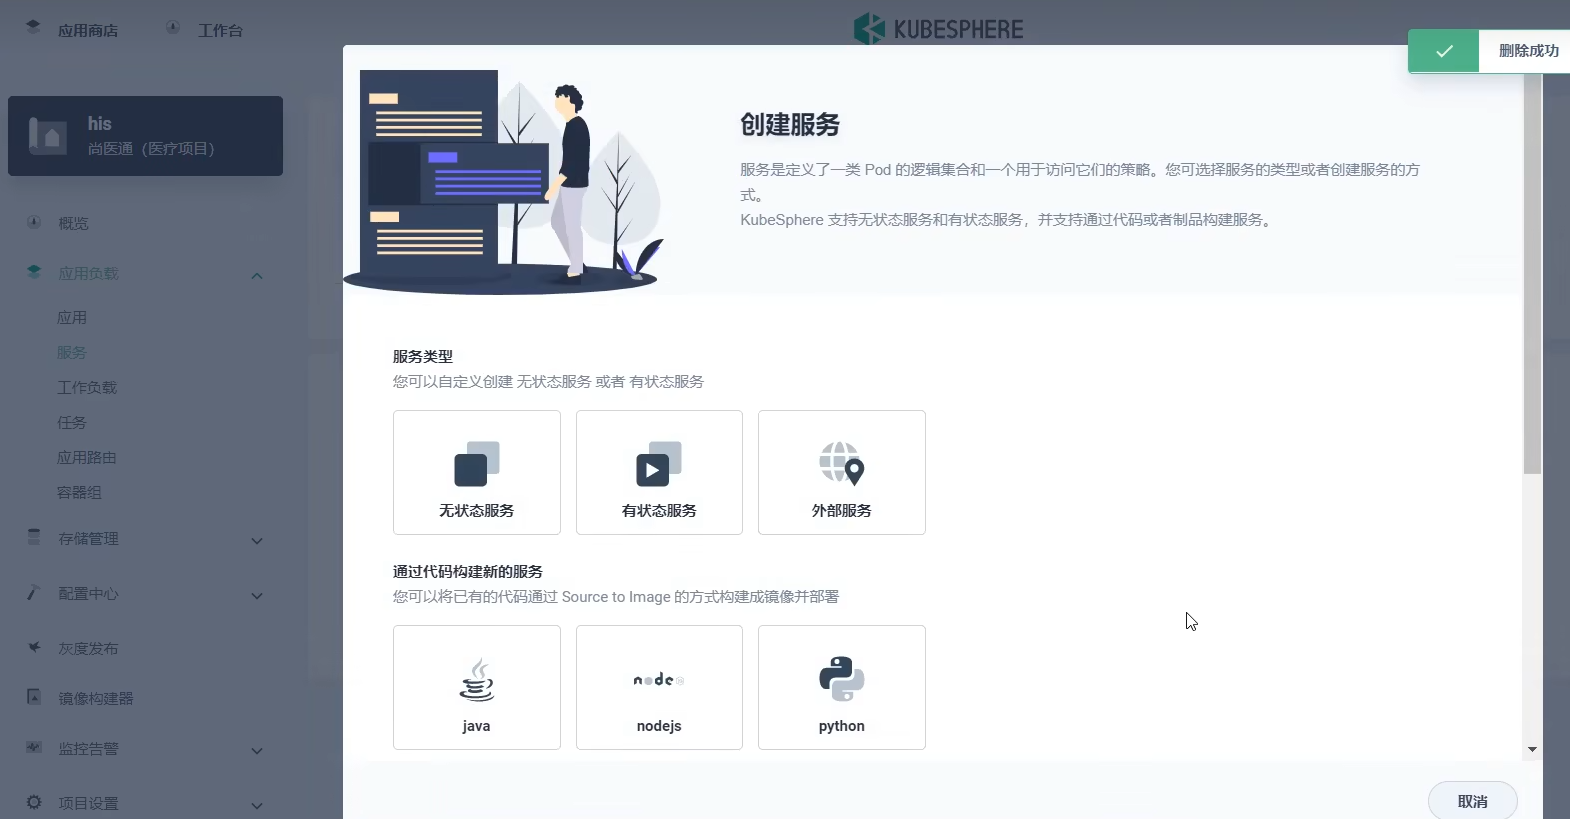 应用商店
工作台
KUBESPHERE
删除成功
his
尚医通（医疗项目）
概览
应用负载
应用
服务
工作负载
任务
应用路由
容器组
存储管理
配置中心
灰度发布
镜像构建器
监控告警
项目设置
创建服务
服务是定义了一类 Pod 的逻辑集合和一个用于访问它们的策略。您可选择服务的类型或者创建服务的方
式。
KubeSphere 支持无状态服务和有状态服务，并支持通过代码或者制品构建服务。
服务类型
您可以自定义创建 无状态服务 或者 有状态服务
无状态服务
有状态服务
外部服务
通过代码构建新的服务
您可以将已有的代码通过 Source to Image 的方式构建成镜像并部署
node
java
nodejs
python
取消